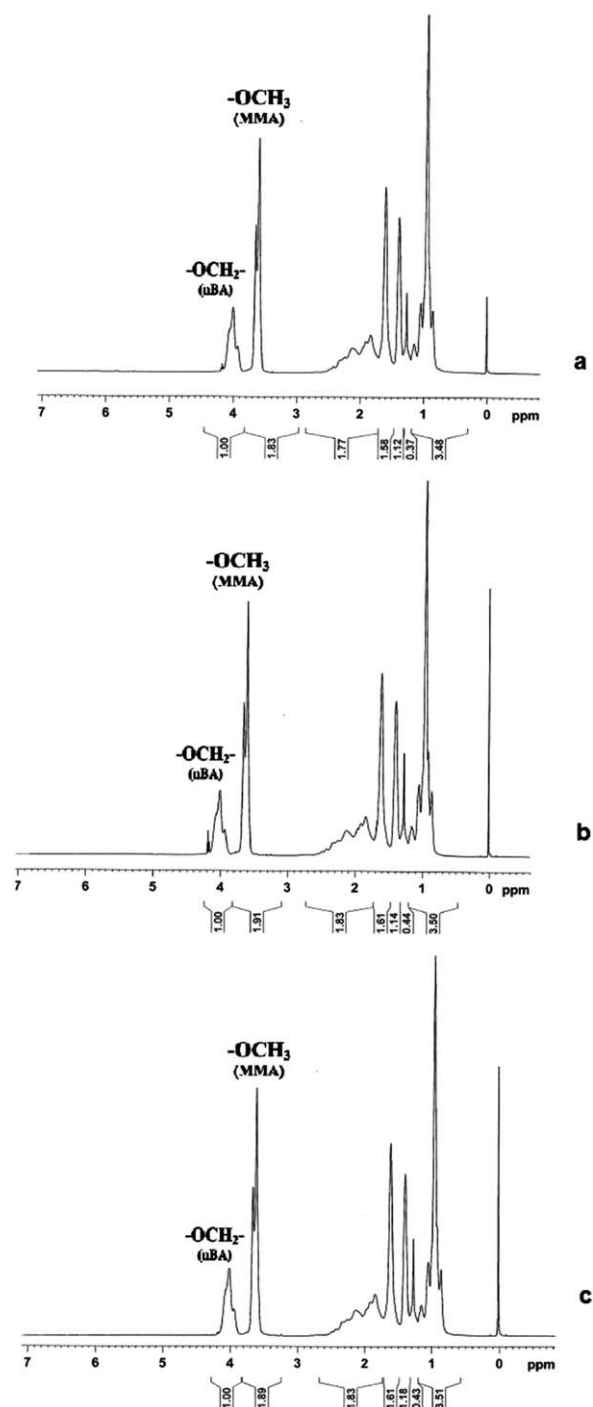 -OCH₃
(MMA)
-OCH₂-
(nBA)
a
7 6 5 4 3 2 1 0 ppm
1.00 1.83 1.77 1.58 1.12 0.37 3.48
-OCH₃
(MMA)
-OCH₂-
(nBA)
b
7 6 5 4 3 2 1 0 ppm
1.00 1.91 1.83 1.61 1.14 0.44 3.50
-OCH₃
(MMA)
-OCH₂-
(nBA)
c
7 6 5 4 3 2 1 0 ppm
1.00 1.89 1.83 1.61 1.18 0.43 3.51